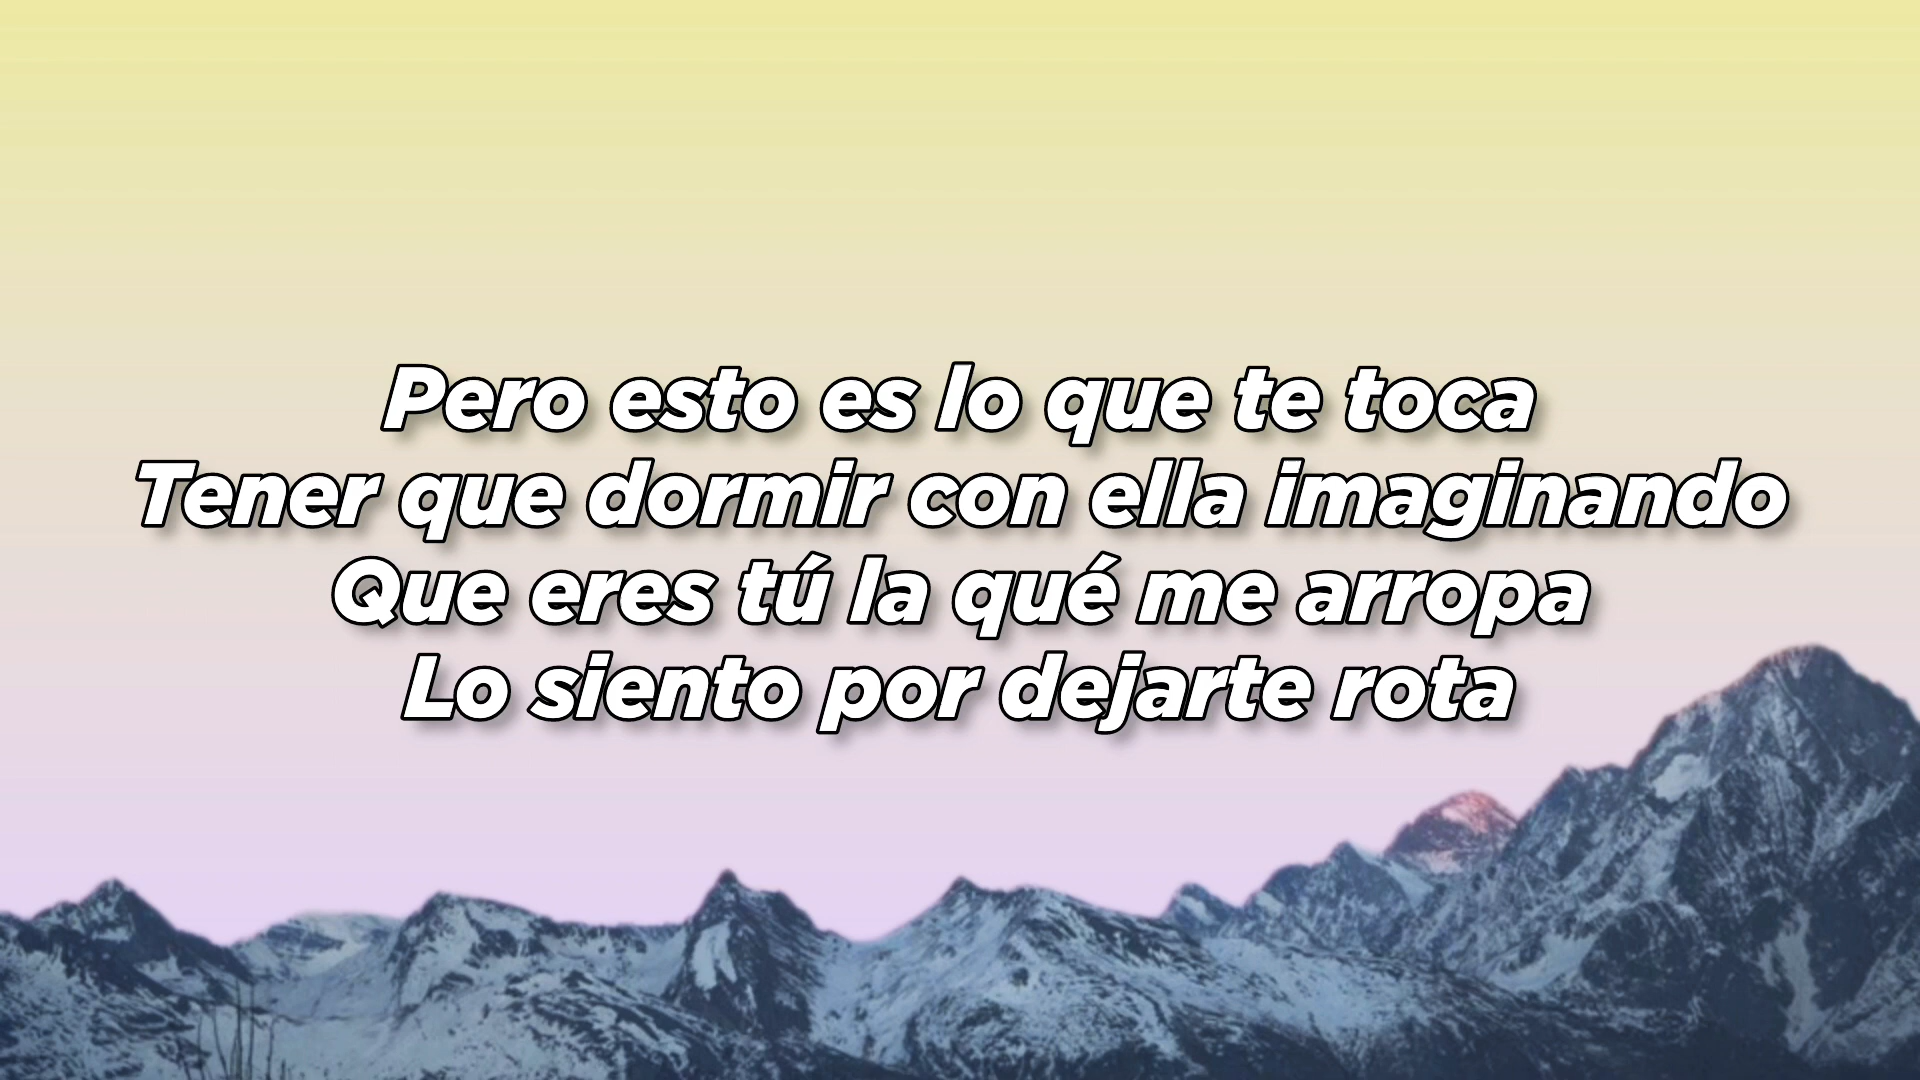 Pero esto es lo que te toca
Tener que dormir con ella imaginando
Que eres tú la qué me arropa
Lo siento por dejarte rota